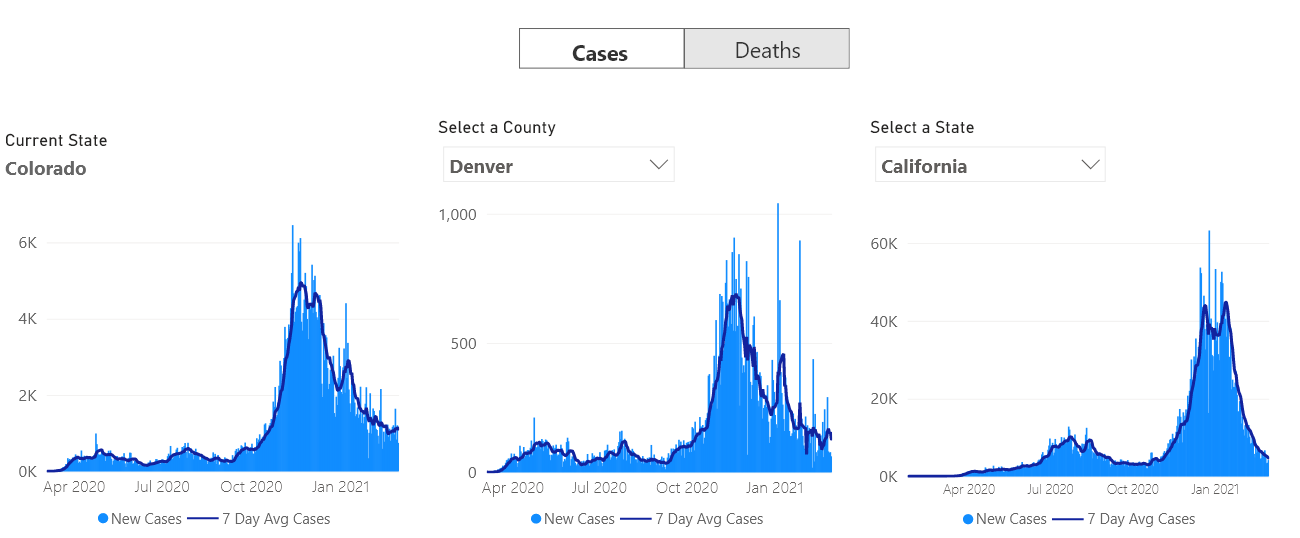 Cases Deaths
Current State
Colorado
6K
4K
2K
0K
Apr 2020 Jul 2020 Oct 2020 Jan 2021
New Cases 7 Day Avg Cases
Select a County
Denver
1,000
500
0
Apr 2020 Jul 2020 Oct 2020 Jan 2021
New Cases 7 Day Avg Cases
Select a State
California
60K
40K
20K
0K
Apr 2020 Jul 2020 Oct 2020 Jan 2021
New Cases 7 Day Avg Cases